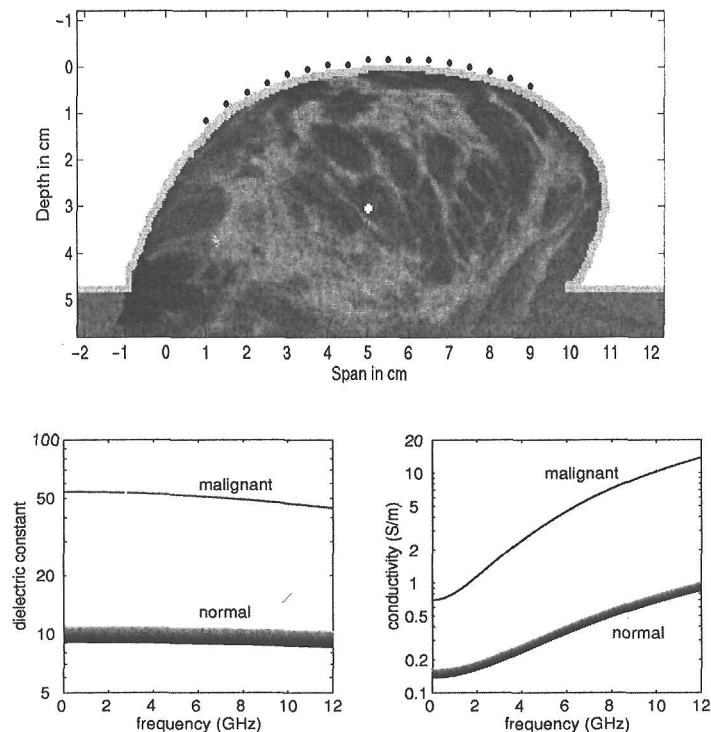 −1
0
1
2
3
4
5
Depth in cm
−2 −1 0 1 2 3 4 5 6 7 8 9 10 11 12
Span in cm
100
50
20
10
5
dielectric constant
malignant
normal
0 2 4 6 8 10 12
frequency (GHz)
20
10
5
2
1
0.5
0.2
0.1
conductivity (S/m)
malignant
normal
0 2 4 6 8 10 12
frequency (GHz)